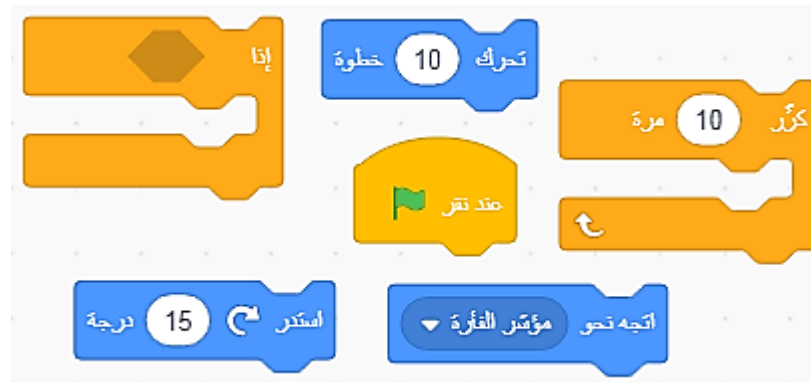 إذا
تحرك 10 خطوة
كرّر 10 مرة
عند نقر
استدر 15 درجة
اتجه نحو مؤشر الفأرة